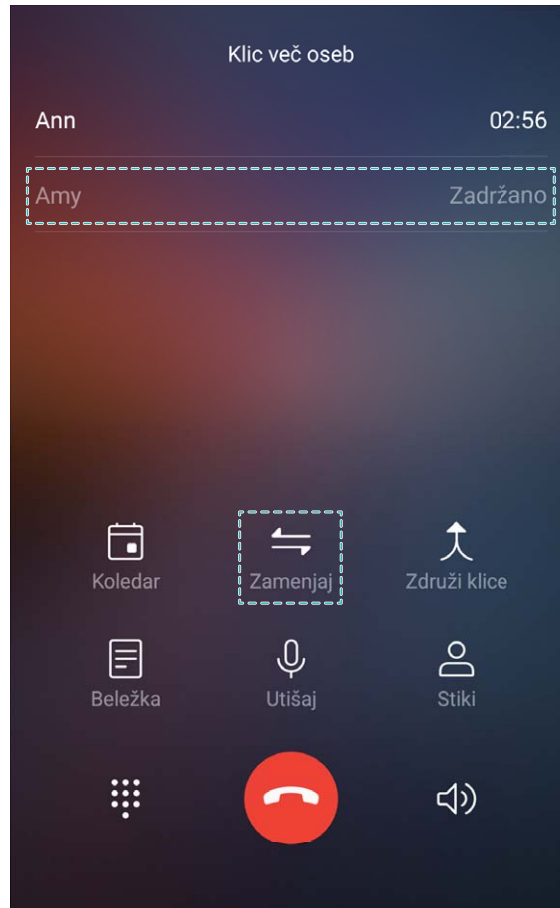 Klic več oseb
Ann 02:56
Amy Zadržano
Koledar Zamenjaj Združi klice
Beležka Utišaj Stiki